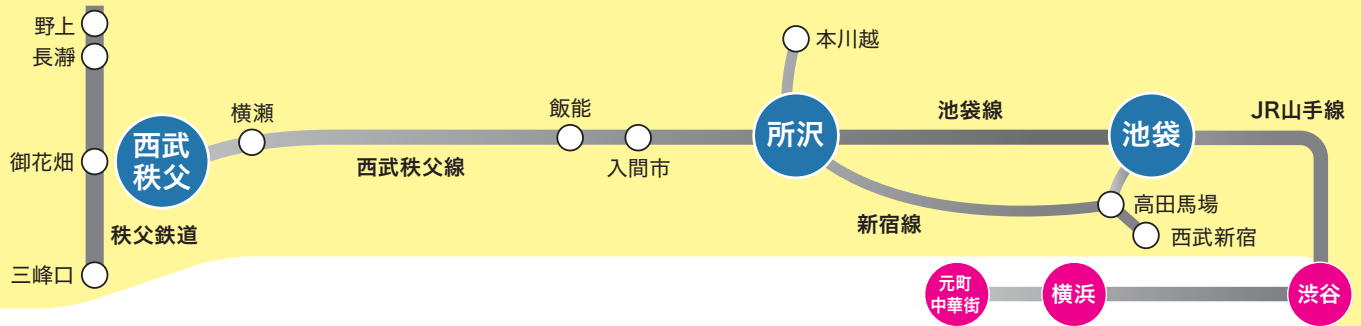 野上
長瀞
御花畑
三峰口
秩父鉄道
西武
秩父
横瀬
西武秩父線
飯能
入間市
本川越
所沢
池袋線
新宿線
池袋
高田馬場
西武新宿
JR山手線
元町
中華街
横浜
渋谷